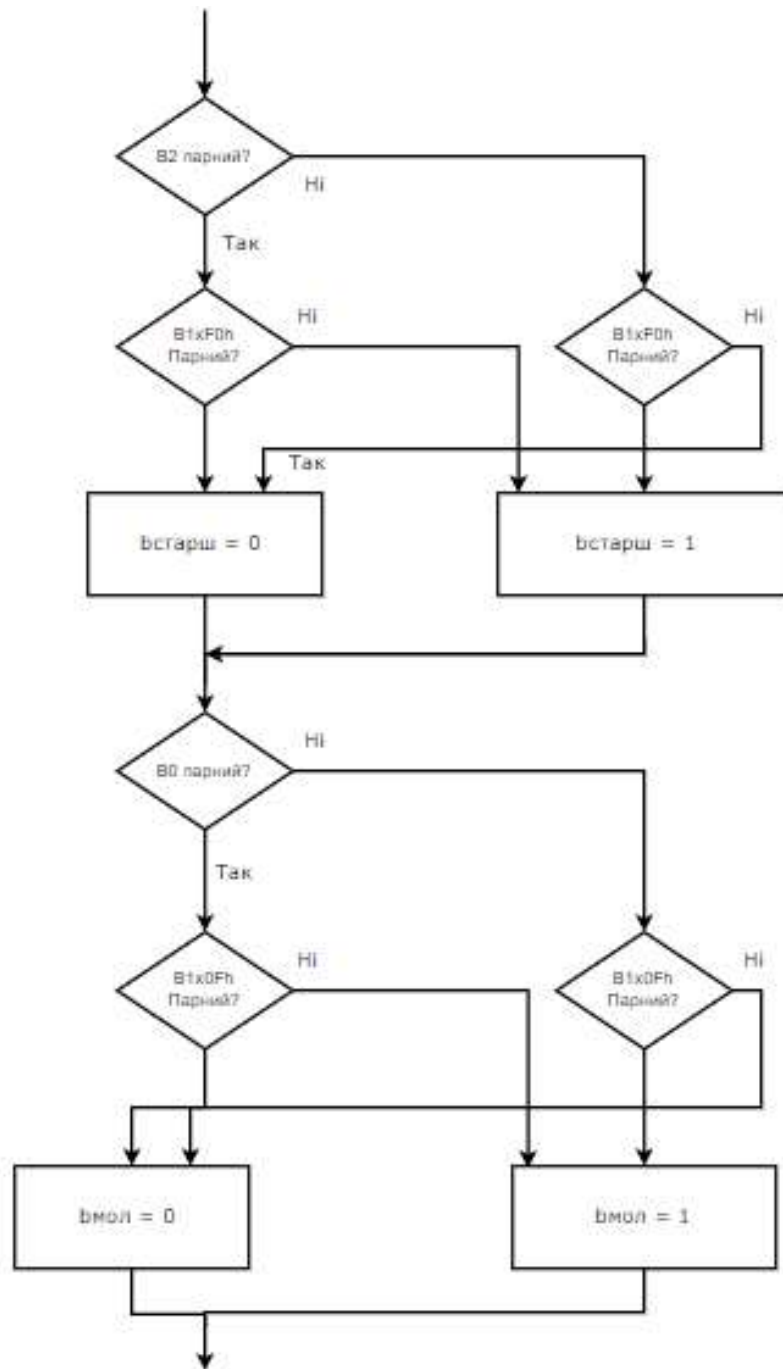 B2 парний?
Ні
Так
B1xF0h
Парний?
Ні
B1xF0h
Парний?
Ні
Так
bстарш = 0
bстарш = 1
B0 парний?
Ні
Так
B1x0Fh
Парний?
Ні
B1x0Fh
Парний?
Ні
bмол = 0
bмол = 1